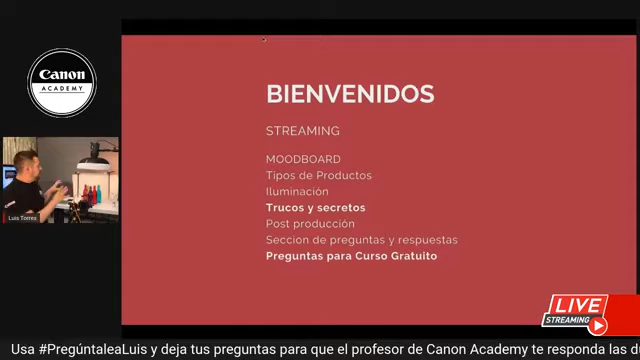 Canon
ACADEMY
BIENVENIDOS
STREAMING
MOODBOARD
Tipos de Productos
Iluminación
Trucos y secretos
Post producción
Seccion de preguntas y respuestas
Preguntas para Curso Gratuito
Luis Torres
LIVE
STREAMING
Usa #PregúntaleaLuis y deja tus preguntas para que el profesor de Canon Academy te responda las d